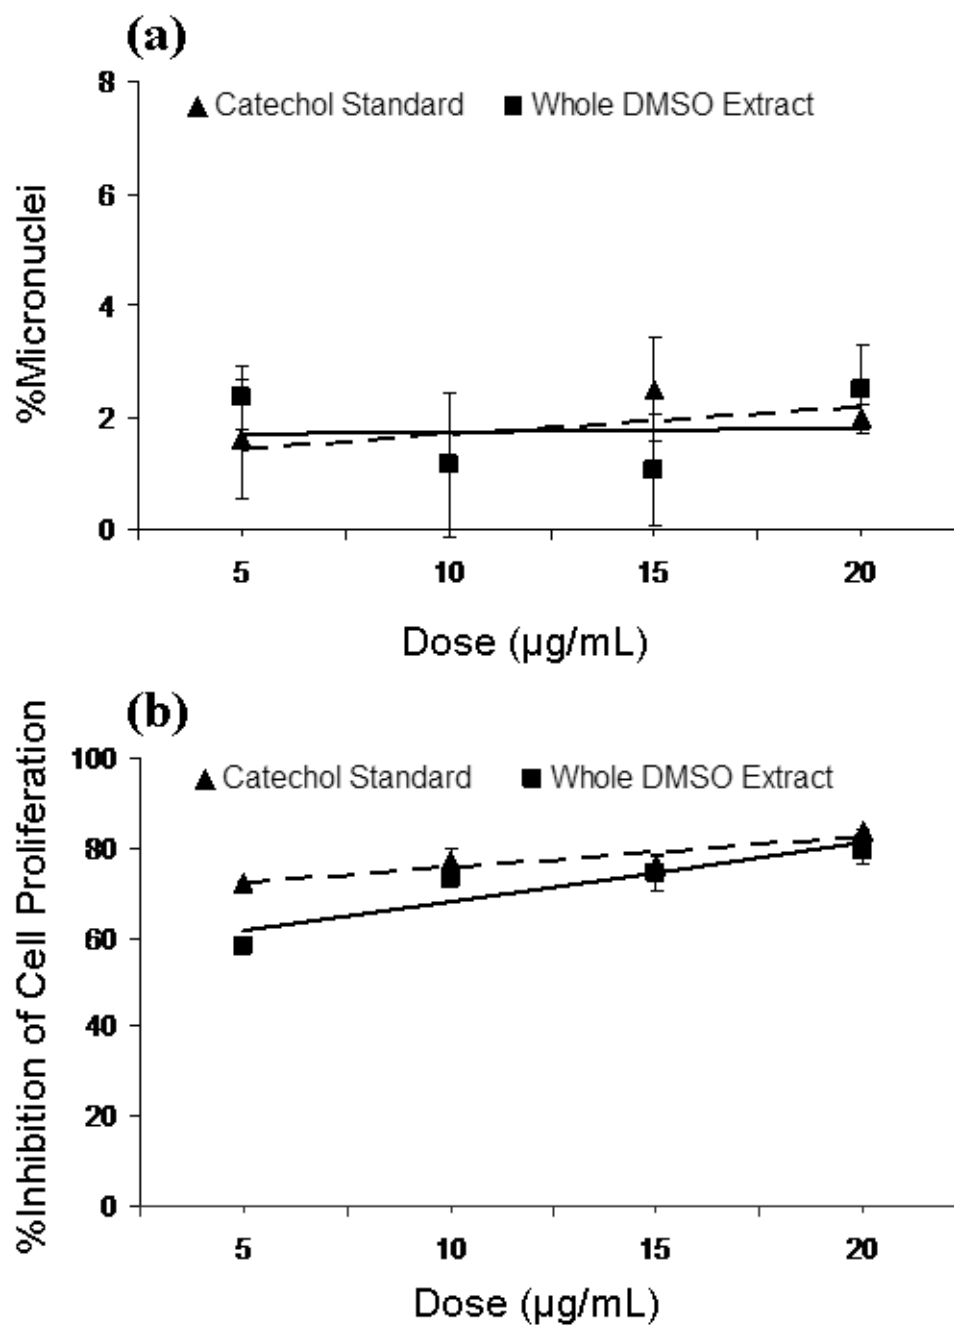 (a)
8
▲ Catechol Standard ■ Whole DMSO Extract
6
4
2
0
%Micronuclei
5 10 15 20
Dose (µg/mL)
(b)
100
▲ Catechol Standard ■ Whole DMSO Extract
80
60
40
20
0
%Inhibition of Cell Proliferation
5 10 15 20
Dose (µg/mL)